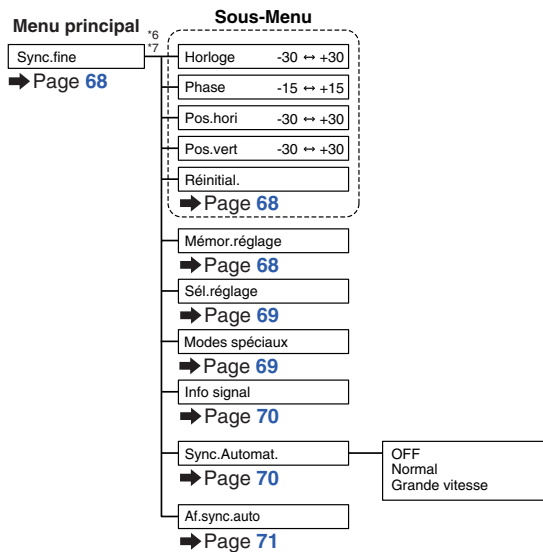 Menu principal
Sous-Menu
*6
*7
Sync.fine
➡ Page 68
Horloge -30 ↔ +30
Phase -15 ↔ +15
Pos.hori -30 ↔ +30
Pos.vert -30 ↔ +30
Réinitial.
➡ Page 68
Mémor.réglage
➡ Page 68
Sél.réglage
➡ Page 69
Modes spéciaux
➡ Page 69
Info signal
➡ Page 70
Sync.Automat.
➡ Page 70
OFF
Normal
Grande vitesse
Af.sync.auto
➡ Page 71